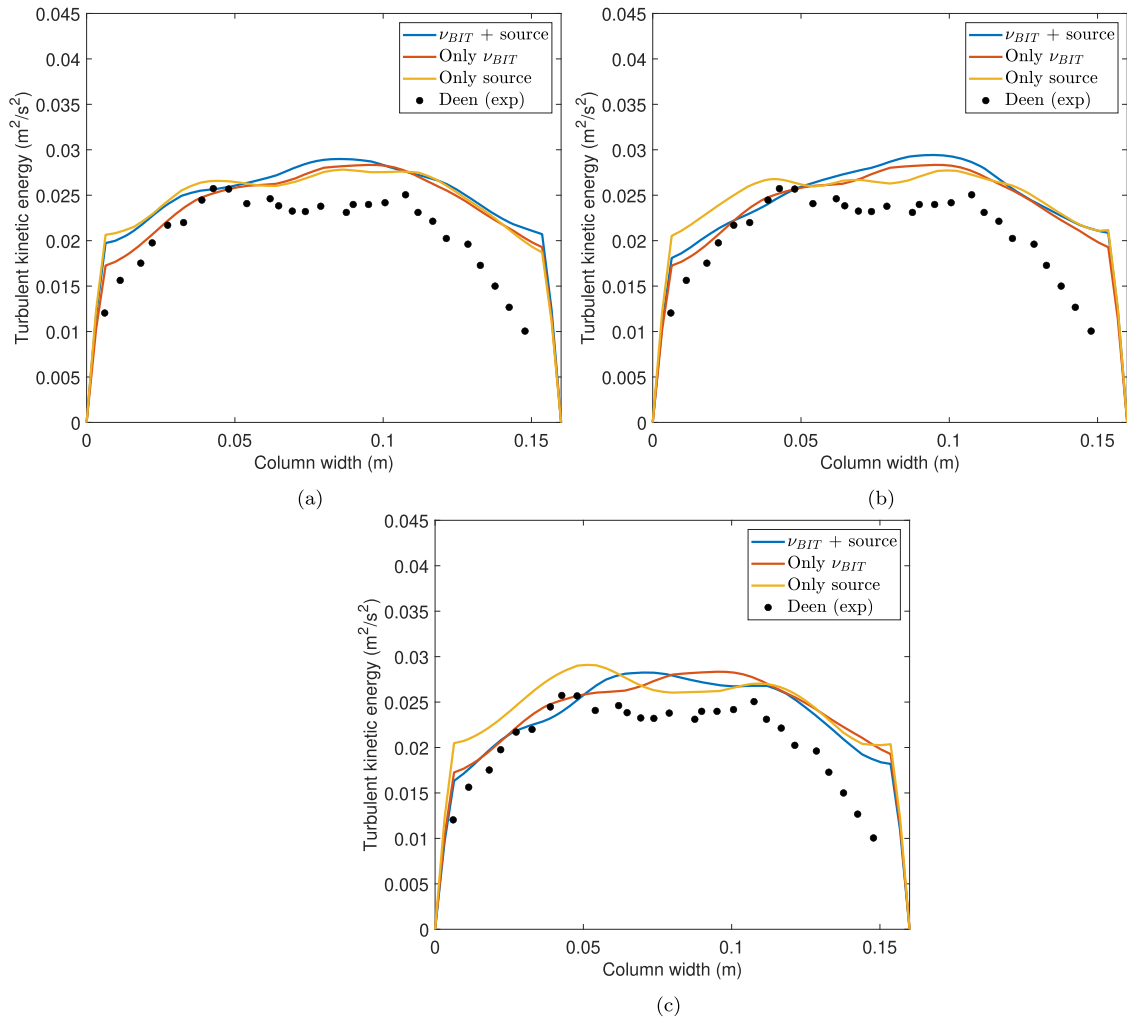 0.045
0.04
0.035
0.03
0.025
0.02
0.015
0.01
0.005
0
Turbulent kinetic energy (m²/s²)
ν_BIT + source
Only ν_BIT
Only source
Deen (exp)
0 0.05 0.1 0.15
Column width (m)
(a)
0.045
0.04
0.035
0.03
0.025
0.02
0.015
0.01
0.005
0
Turbulent kinetic energy (m²/s²)
ν_BIT + source
Only ν_BIT
Only source
Deen (exp)
0 0.05 0.1 0.15
Column width (m)
(b)
0.045
0.04
0.035
0.03
0.025
0.02
0.015
0.01
0.005
0
Turbulent kinetic energy (m²/s²)
ν_BIT + source
Only ν_BIT
Only source
Deen (exp)
0 0.05 0.1 0.15
Column width (m)
(c)